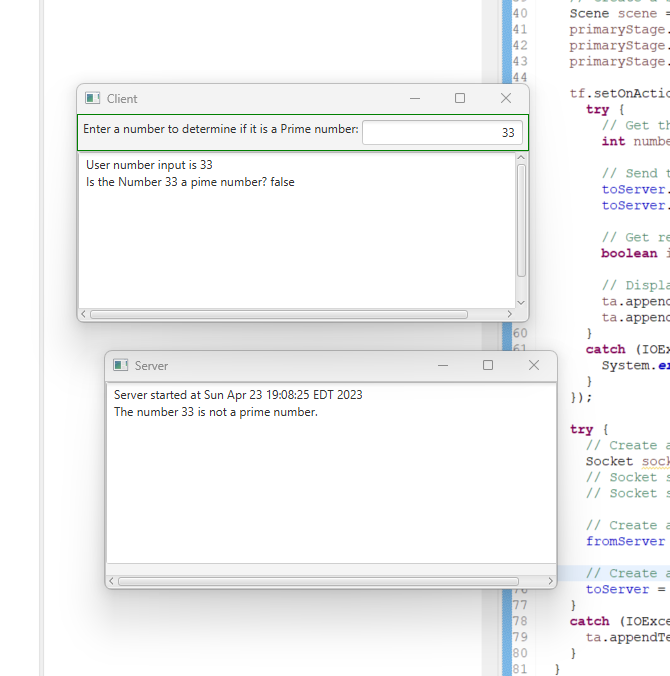 Client
Enter a number to determine if it is a Prime number: 33
User number input is 33
Is the Number 33 a pime number? false
Server
Server started at Sun Apr 23 19:08:25 EDT 2023
The number 33 is not a prime number.
40 Scene scene =
41 primaryStage.
42 primaryStage.
43 primaryStage.
44
tf.setOnActio
try {
// Get th
int numbe
// Send t
toServer.
toServer.
// Get re
boolean i
// Displa
ta.append
ta.append
60 }
61 catch (IOEx
System.e
}
});
try {
// Create a
Socket sock
// Socket s
// Socket s
// Create a
fromServer
// Create a
76 toServer =
77 }
78 catch (IOExce
79 ta.appendTe
80 }
81 }